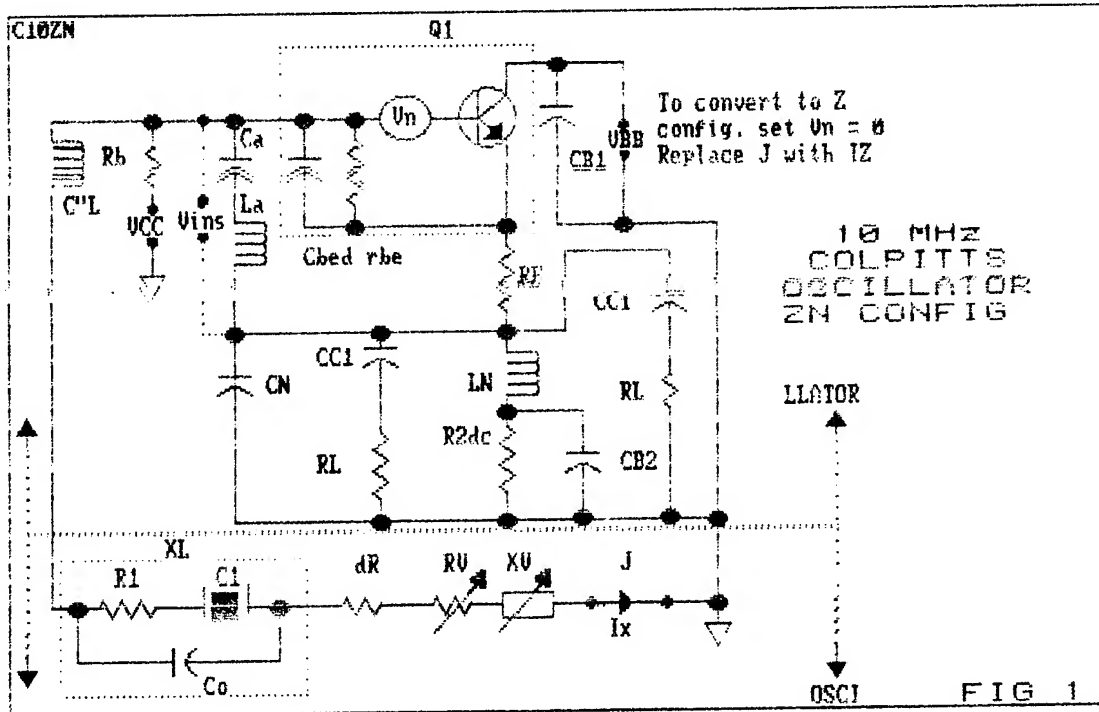 C10ZN
Q1
Vn
To convert to Z
config. set Vn = 0
Replace J with IZ
Ca
Rb
CB1
VBB
C"L
VCC
Vins
La
Cbed rbe
RE
10 MHz
COLPITTS
OSCILLATOR
ZN CONFIG
CC1
CC1
CN
LN
RL
LLATOR
R2dc
RL
CB2
XL
R1
C1
dR
RV
XV
J
Ix
Co
OSCI
FIG 1